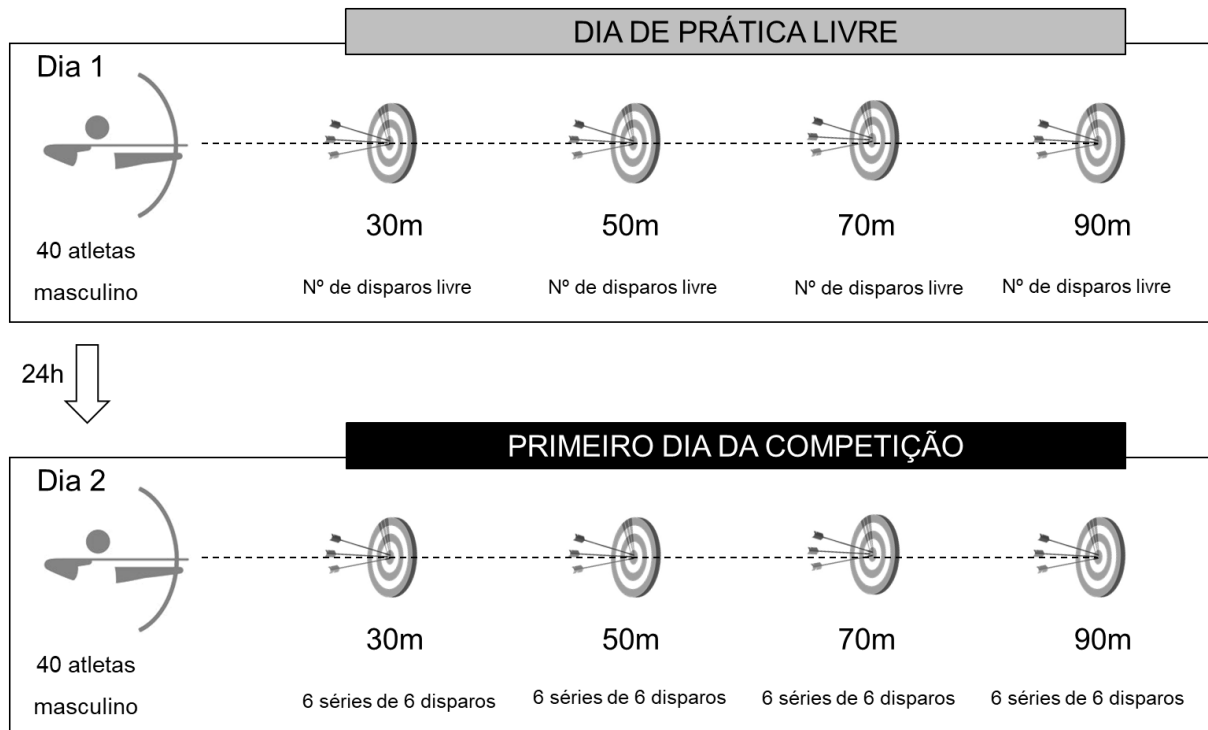 DIA DE PRÁTICA LIVRE
Dia 1
30m
50m
70m
90m
40 atletas
masculino
Nº de disparos livre
Nº de disparos livre
Nº de disparos livre
Nº de disparos livre
24h
PRIMEIRO DIA DA COMPETIÇÃO
Dia 2
30m
50m
70m
90m
40 atletas
masculino
6 séries de 6 disparos
6 séries de 6 disparos
6 séries de 6 disparos
6 séries de 6 disparos